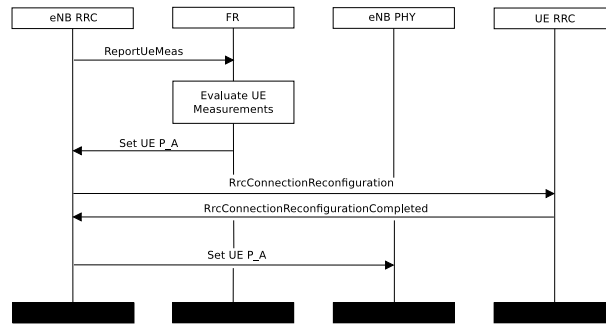 eNB RRC
FR
eNB PHY
UE RRC
ReportUeMeas
Evaluate UE
Measurements
Set UE P_A
RrcConnectionReconfiguration
RrcConnectionReconfigurationCompleted
Set UE P_A